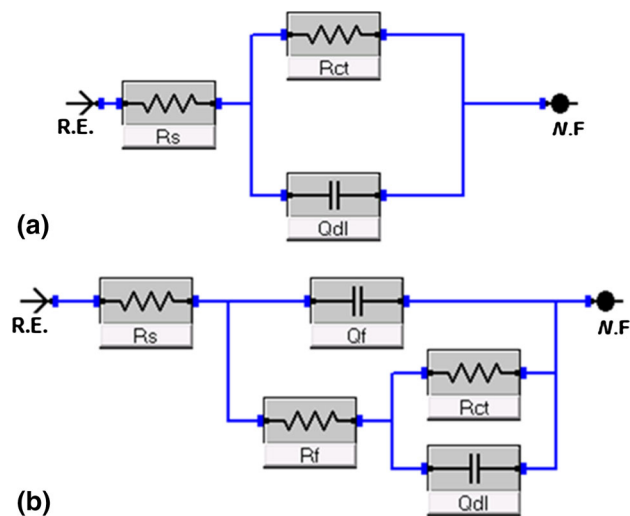 Rct
R.E.
Rs
N.F
Qdl
(a)
R.E.
Rs
Qf
N.F
Rct
Rf
Qdl
(b)